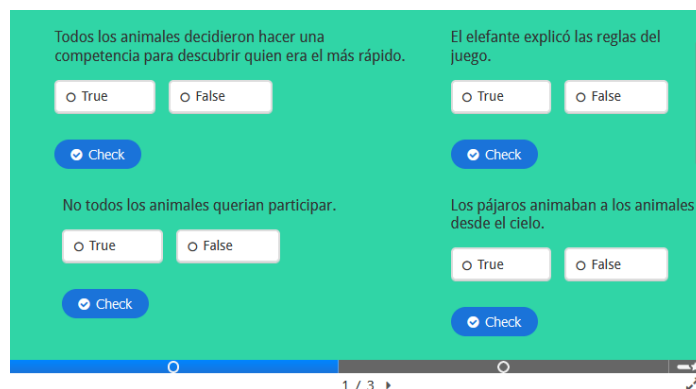 Todos los animales decidieron hacer una
competencia para descubrir quien era el más rápido.
True
False
Check
El elefante explicó las reglas del
juego.
True
False
Check
No todos los animales querian participar.
True
False
Check
Los pájaros animaban a los animales
desde el cielo.
True
False
Check
1 / 3